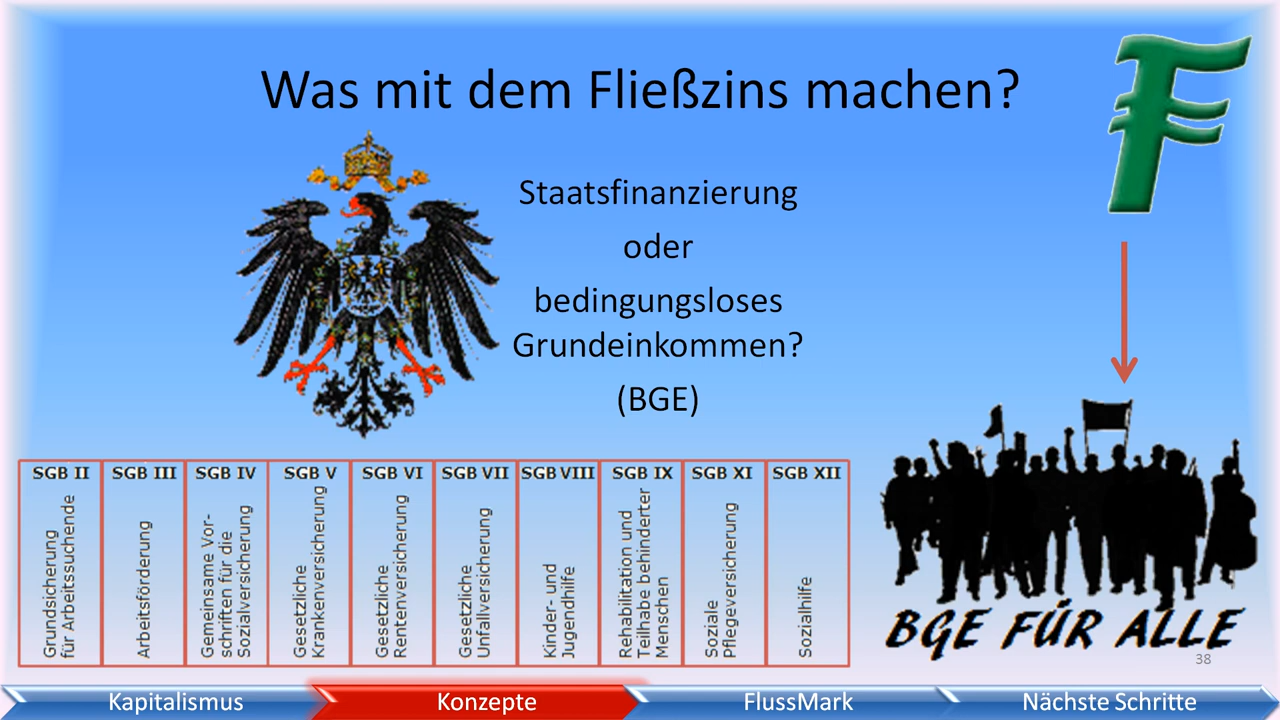 Was mit dem Fließzins machen?
Staatsfinanzierung
oder
bedingungsloses
Grundeinkommen?
(BGE)
SGB II
Grundsicherung
für Arbeitssuchende
SGB III
Arbeitsförderung
SGB IV
Gemeinsame Vor-
schriften für die
Sozialversicherung
SGB V
Gesetzliche
Krankenversicherung
SGB VI
Gesetzliche
Rentenversicherung
SGB VII
Gesetzliche
Unfallversicherung
SGB VIII
Kinder- und
Jugendhilfe
SGB IX
Rehabilitation und
Teilhabe behinderter
Menschen
SGB XI
Soziale
Pflegeversicherung
SGB XII
Sozialhilfe
BGE FÜR ALLE
38
Kapitalismus
Konzepte
FlussMark
Nächste Schritte